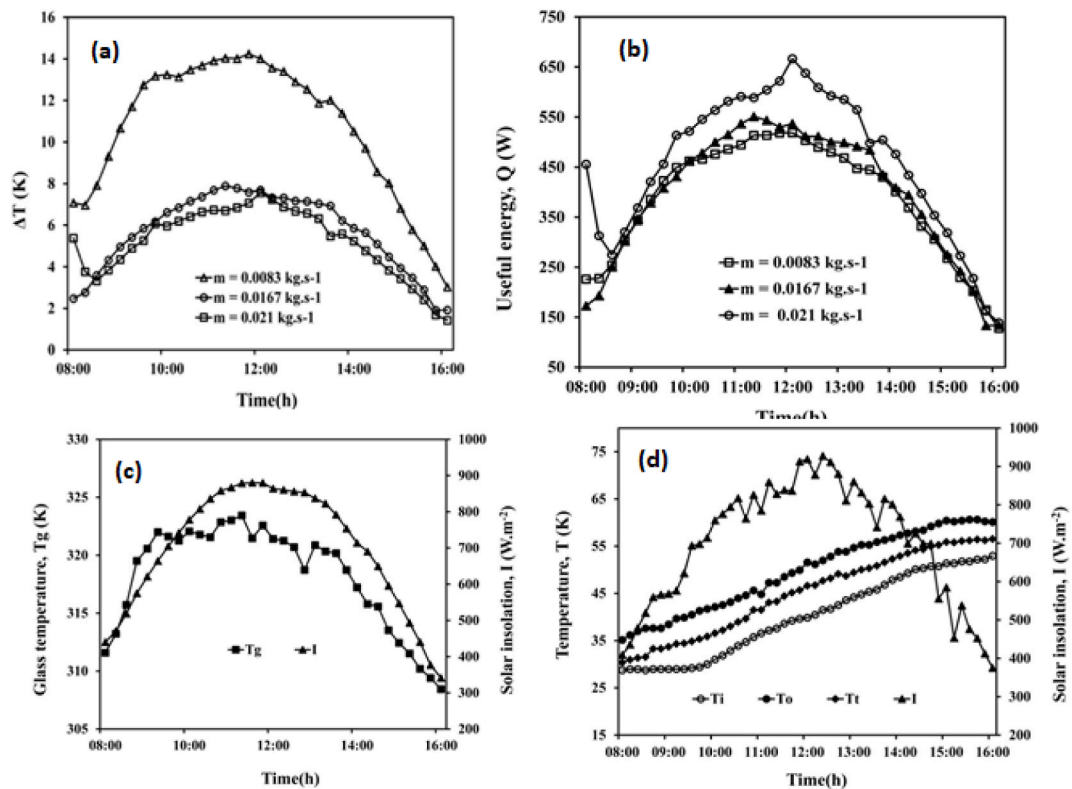 (a)
ΔT (K)
16
14
12
10
8
6
4
2
0
m = 0.0083 kg.s-1
m = 0.0167 kg.s-1
m = 0.021 kg.s-1
08:00 10:00 12:00 14:00 16:00
Time(h)
(b)
Useful energy, Q (W)
750
650
550
450
350
250
150
50
m = 0.0083 kg.s-1
m = 0.0167 kg.s-1
m = 0.021 kg.s-1
08:00 09:00 10:00 11:00 12:00 13:00 14:00 15:00 16:00
Time(h)
(c)
Glass temperature, Tg (K)
330
325
320
315
310
305
Tg I
1000
900
800
700
600
500
400
300
200
Solar insolation, I (W.m-2)
08:00 10:00 12:00 14:00 16:00
Time(h)
(d)
Temperature, T (K)
75
65
55
45
35
25
15
Ti To Tt I
1000
900
800
700
600
500
400
300
200
Solar insolation, I (W.m-2)
08:00 09:00 10:00 11:00 12:00 13:00 14:00 15:00 16:00
Time(h)